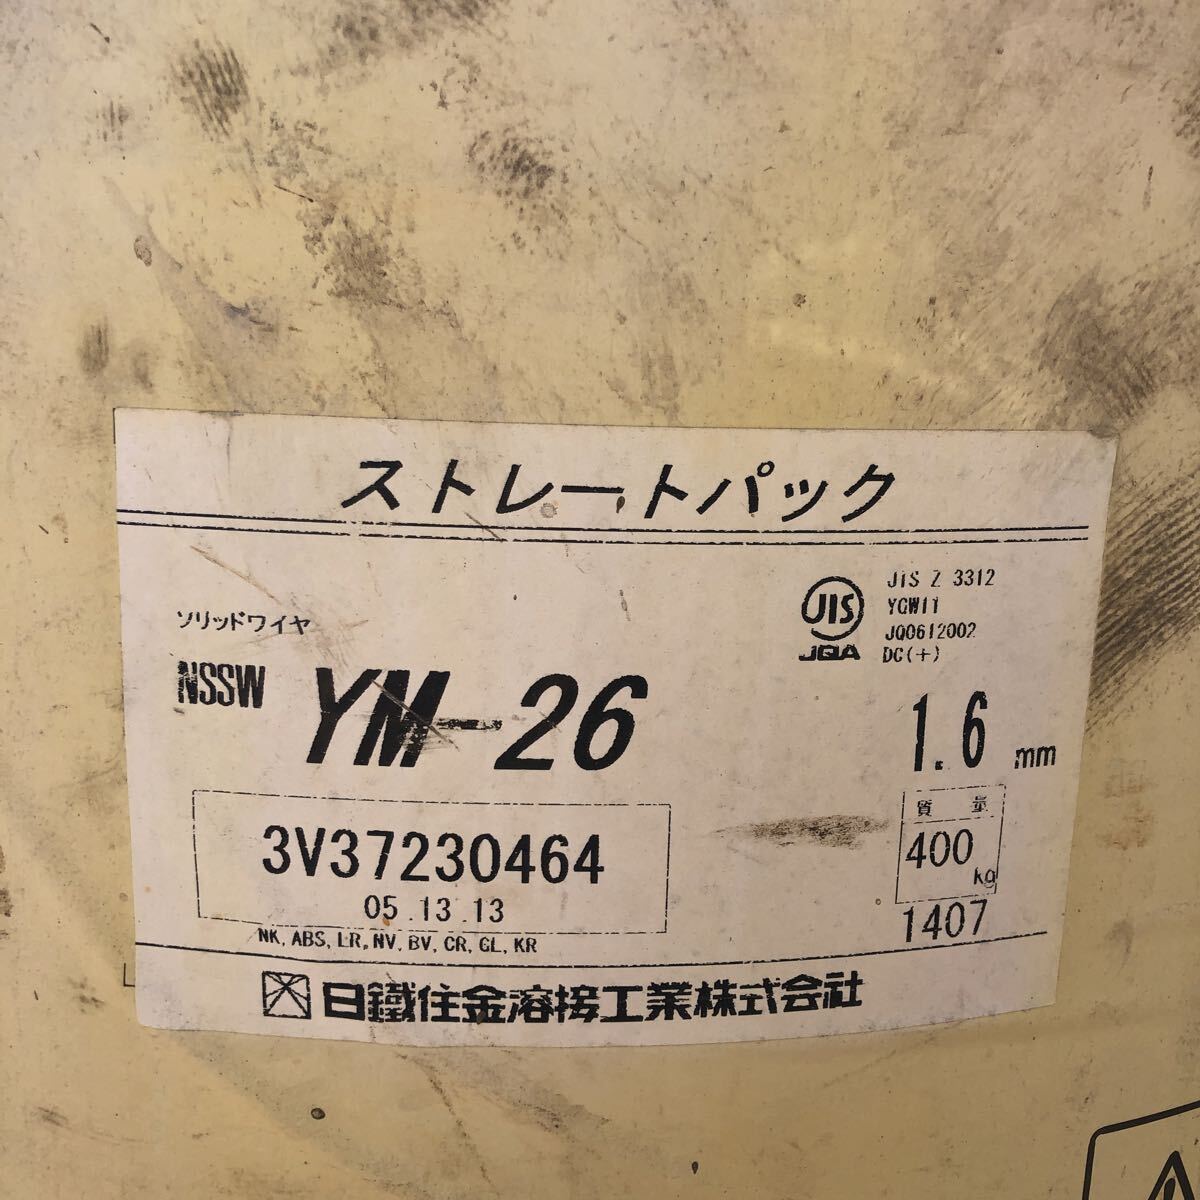 ストレートパック
ソリッドワイヤ
JIS
JQA
JIS Z 3312
YGW11
JQ0612002
DC(+)
NSSW YM-26
1.6 mm
質量
400 kg
1407
3V37230464
05.13.13
NK, ABS, LR, NV, BV, CR, GL, KR
日鐵住金溶接工業株式会社